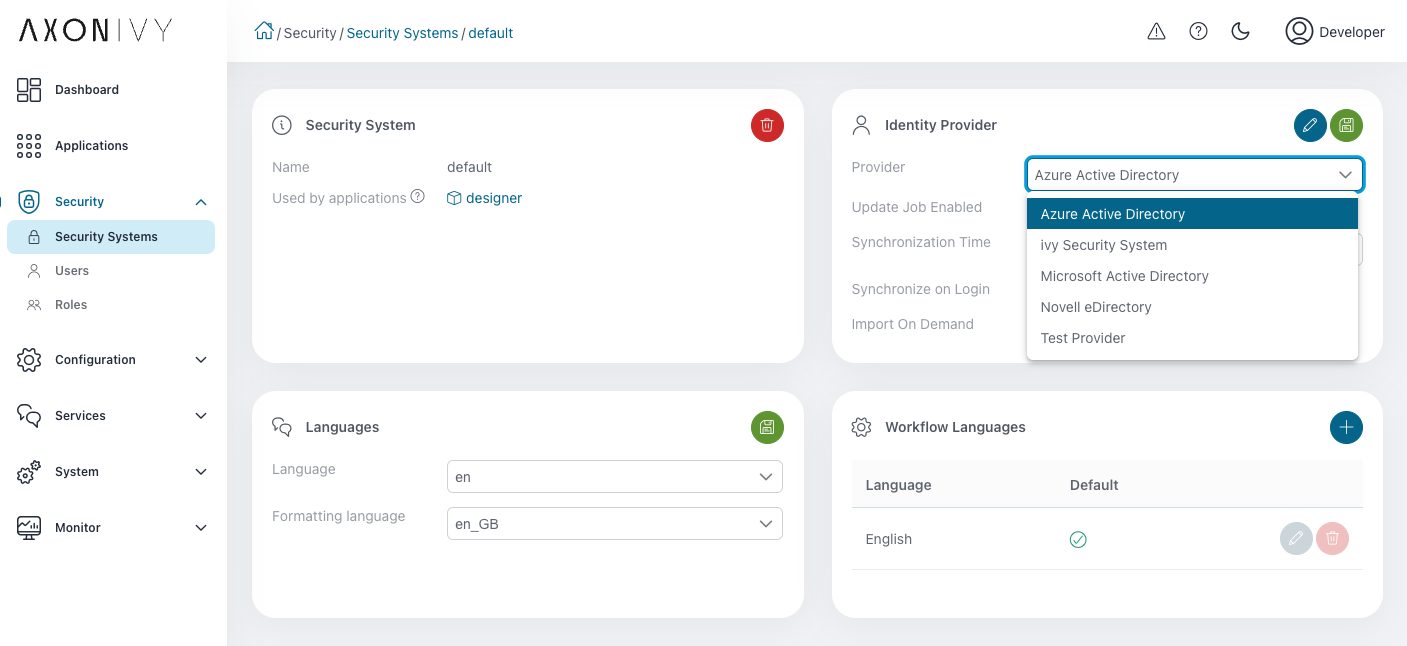 AXONIVY
/ Security / Security Systems / default
Developer
Dashboard
Applications
Security
Security Systems
Users
Roles
Configuration
Services
System
Monitor
Security System
Name default
Used by applications designer
Identity Provider
Provider Azure Active Directory
Update Job Enabled
Synchronization Time
Synchronize on Login
Import On Demand
Azure Active Directory
ivy Security System
Microsoft Active Directory
Novell eDirectory
Test Provider
Languages
Language en
Formatting language en_GB
Workflow Languages
Language Default
English